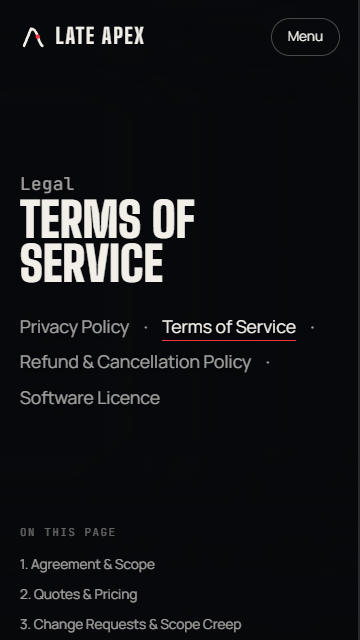 LATE APEX
Menu
Legal
TERMS OF
SERVICE
Privacy Policy · Terms of Service ·
Refund & Cancellation Policy ·
Software Licence
ON THIS PAGE
1. Agreement & Scope
2. Quotes & Pricing
3. Change Requests & Scope Creep